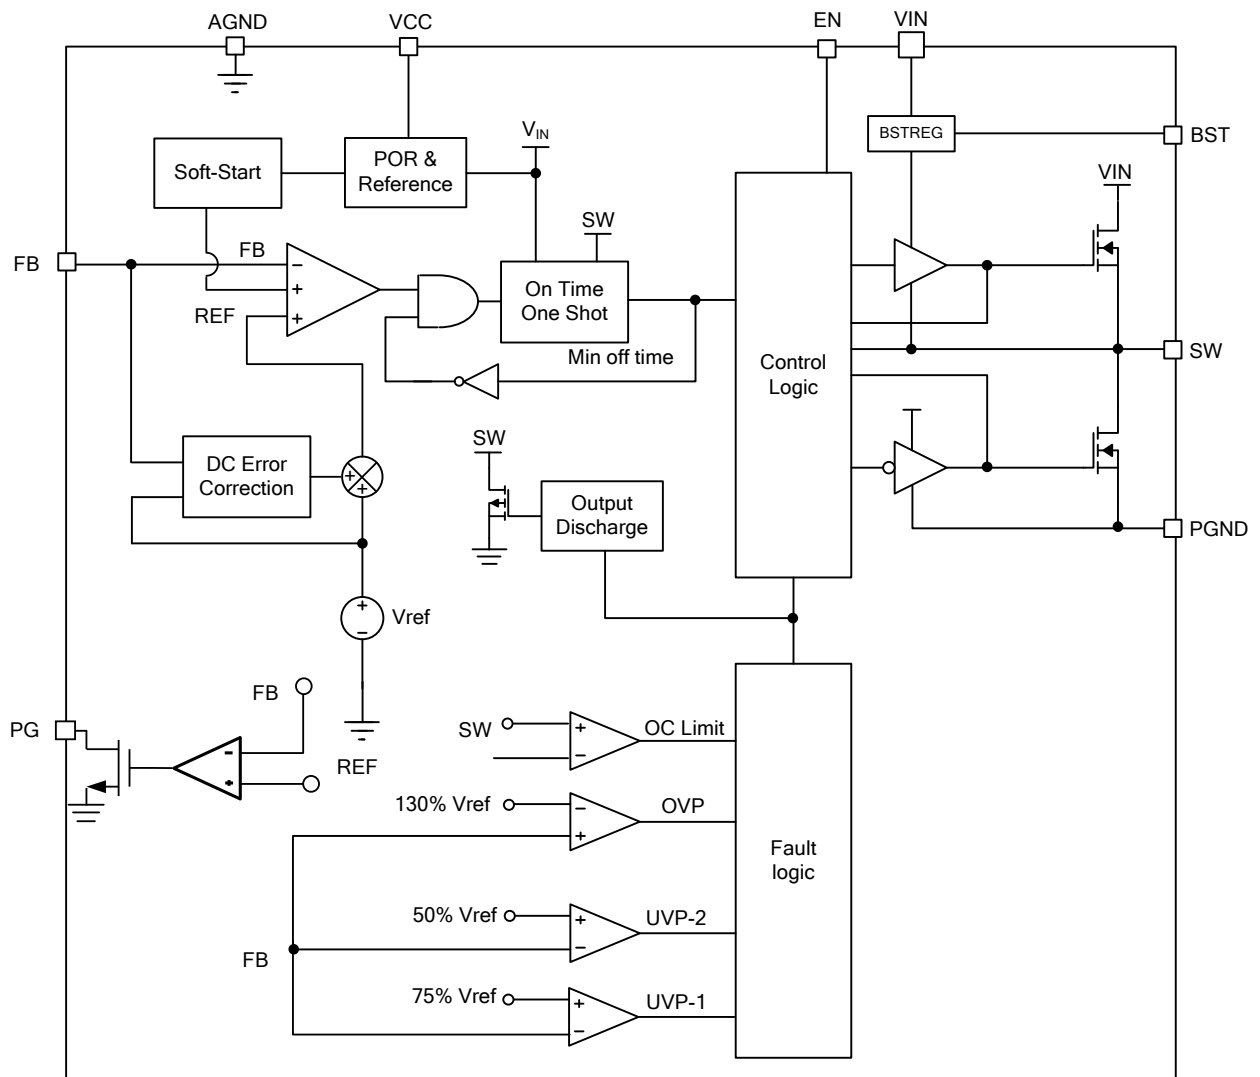 AGND
VCC
EN
VIN
BSTREG
BST
V_IN
Soft-Start
POR &
Reference
VIN
SW
FB
FB
−
+
+
REF
On Time
One Shot
Min off time
Control
Logic
SW
DC Error
Correction
+
+
SW
Output
Discharge
PGND
+
−
Vref
FB
PG
-
+
REF
SW
+
−
OC Limit
130% Vref
−
+
OVP
Fault
logic
50% Vref
+
−
UVP-2
FB
75% Vref
+
−
UVP-1